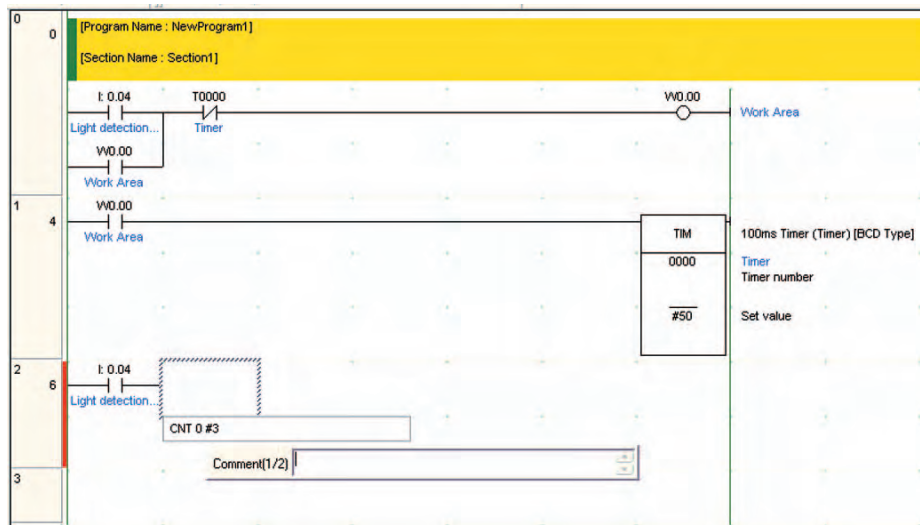 0
0
[Program Name : NewProgram1]
[Section Name : Section1]
I: 0.04
T0000
W0.00
Light detection...
Timer
Work Area
W0.00
Work Area
1
4
W0.00
Work Area
TIM
100ms Timer (Timer) [BCD Type]
0000
Timer
Timer number
#50
Set value
2
6
I: 0.04
Light detection...
CNT 0 #3
Comment(1/2)
3